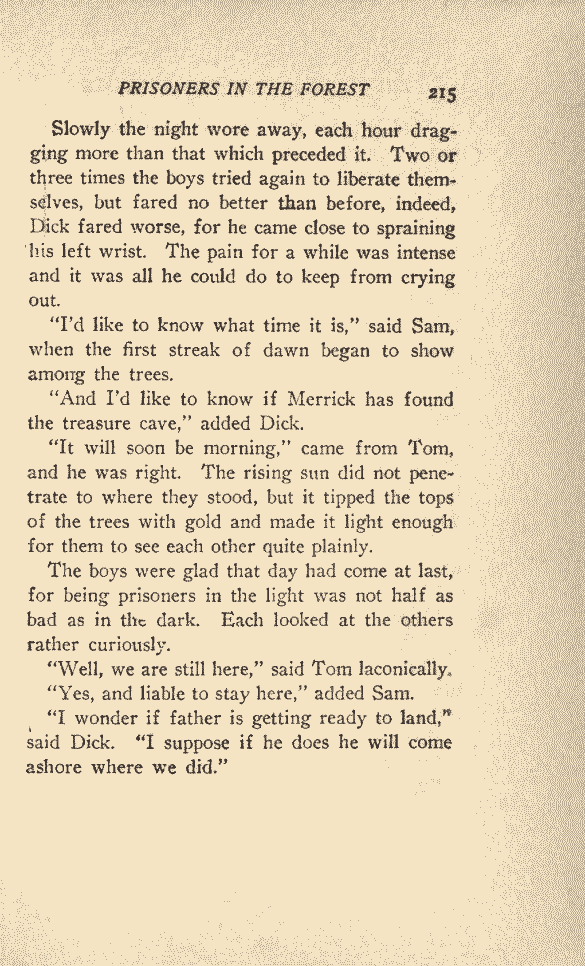 PRISONERS IN THE FOREST 215
Slowly the night wore away, each hour drag-
ging more than that which preceded it. Two or
three times the boys tried again to liberate them-
selves, but fared no better than before, indeed,
Dick fared worse, for he came close to spraining
his left wrist. The pain for a while was intense
and it was all he could do to keep from crying
out.
"I'd like to know what time it is," said Sam,
when the first streak of dawn began to show
among the trees.
"And I'd like to know if Merrick has found
the treasure cave," added Dick.
"It will soon be morning," came from Tom,
and he was right. The rising sun did not pene-
trate to where they stood, but it tipped the tops
of the trees with gold and made it light enough
for them to see each other quite plainly.
The boys were glad that day had come at last,
for being prisoners in the light was not half as
bad as in the dark. Each looked at the others
rather curiously.
"Well, we are still here," said Tom laconically.
"Yes, and liable to stay here," added Sam.
"I wonder if father is getting ready to land,"
said Dick. "I suppose if he does he will come
ashore where we did."